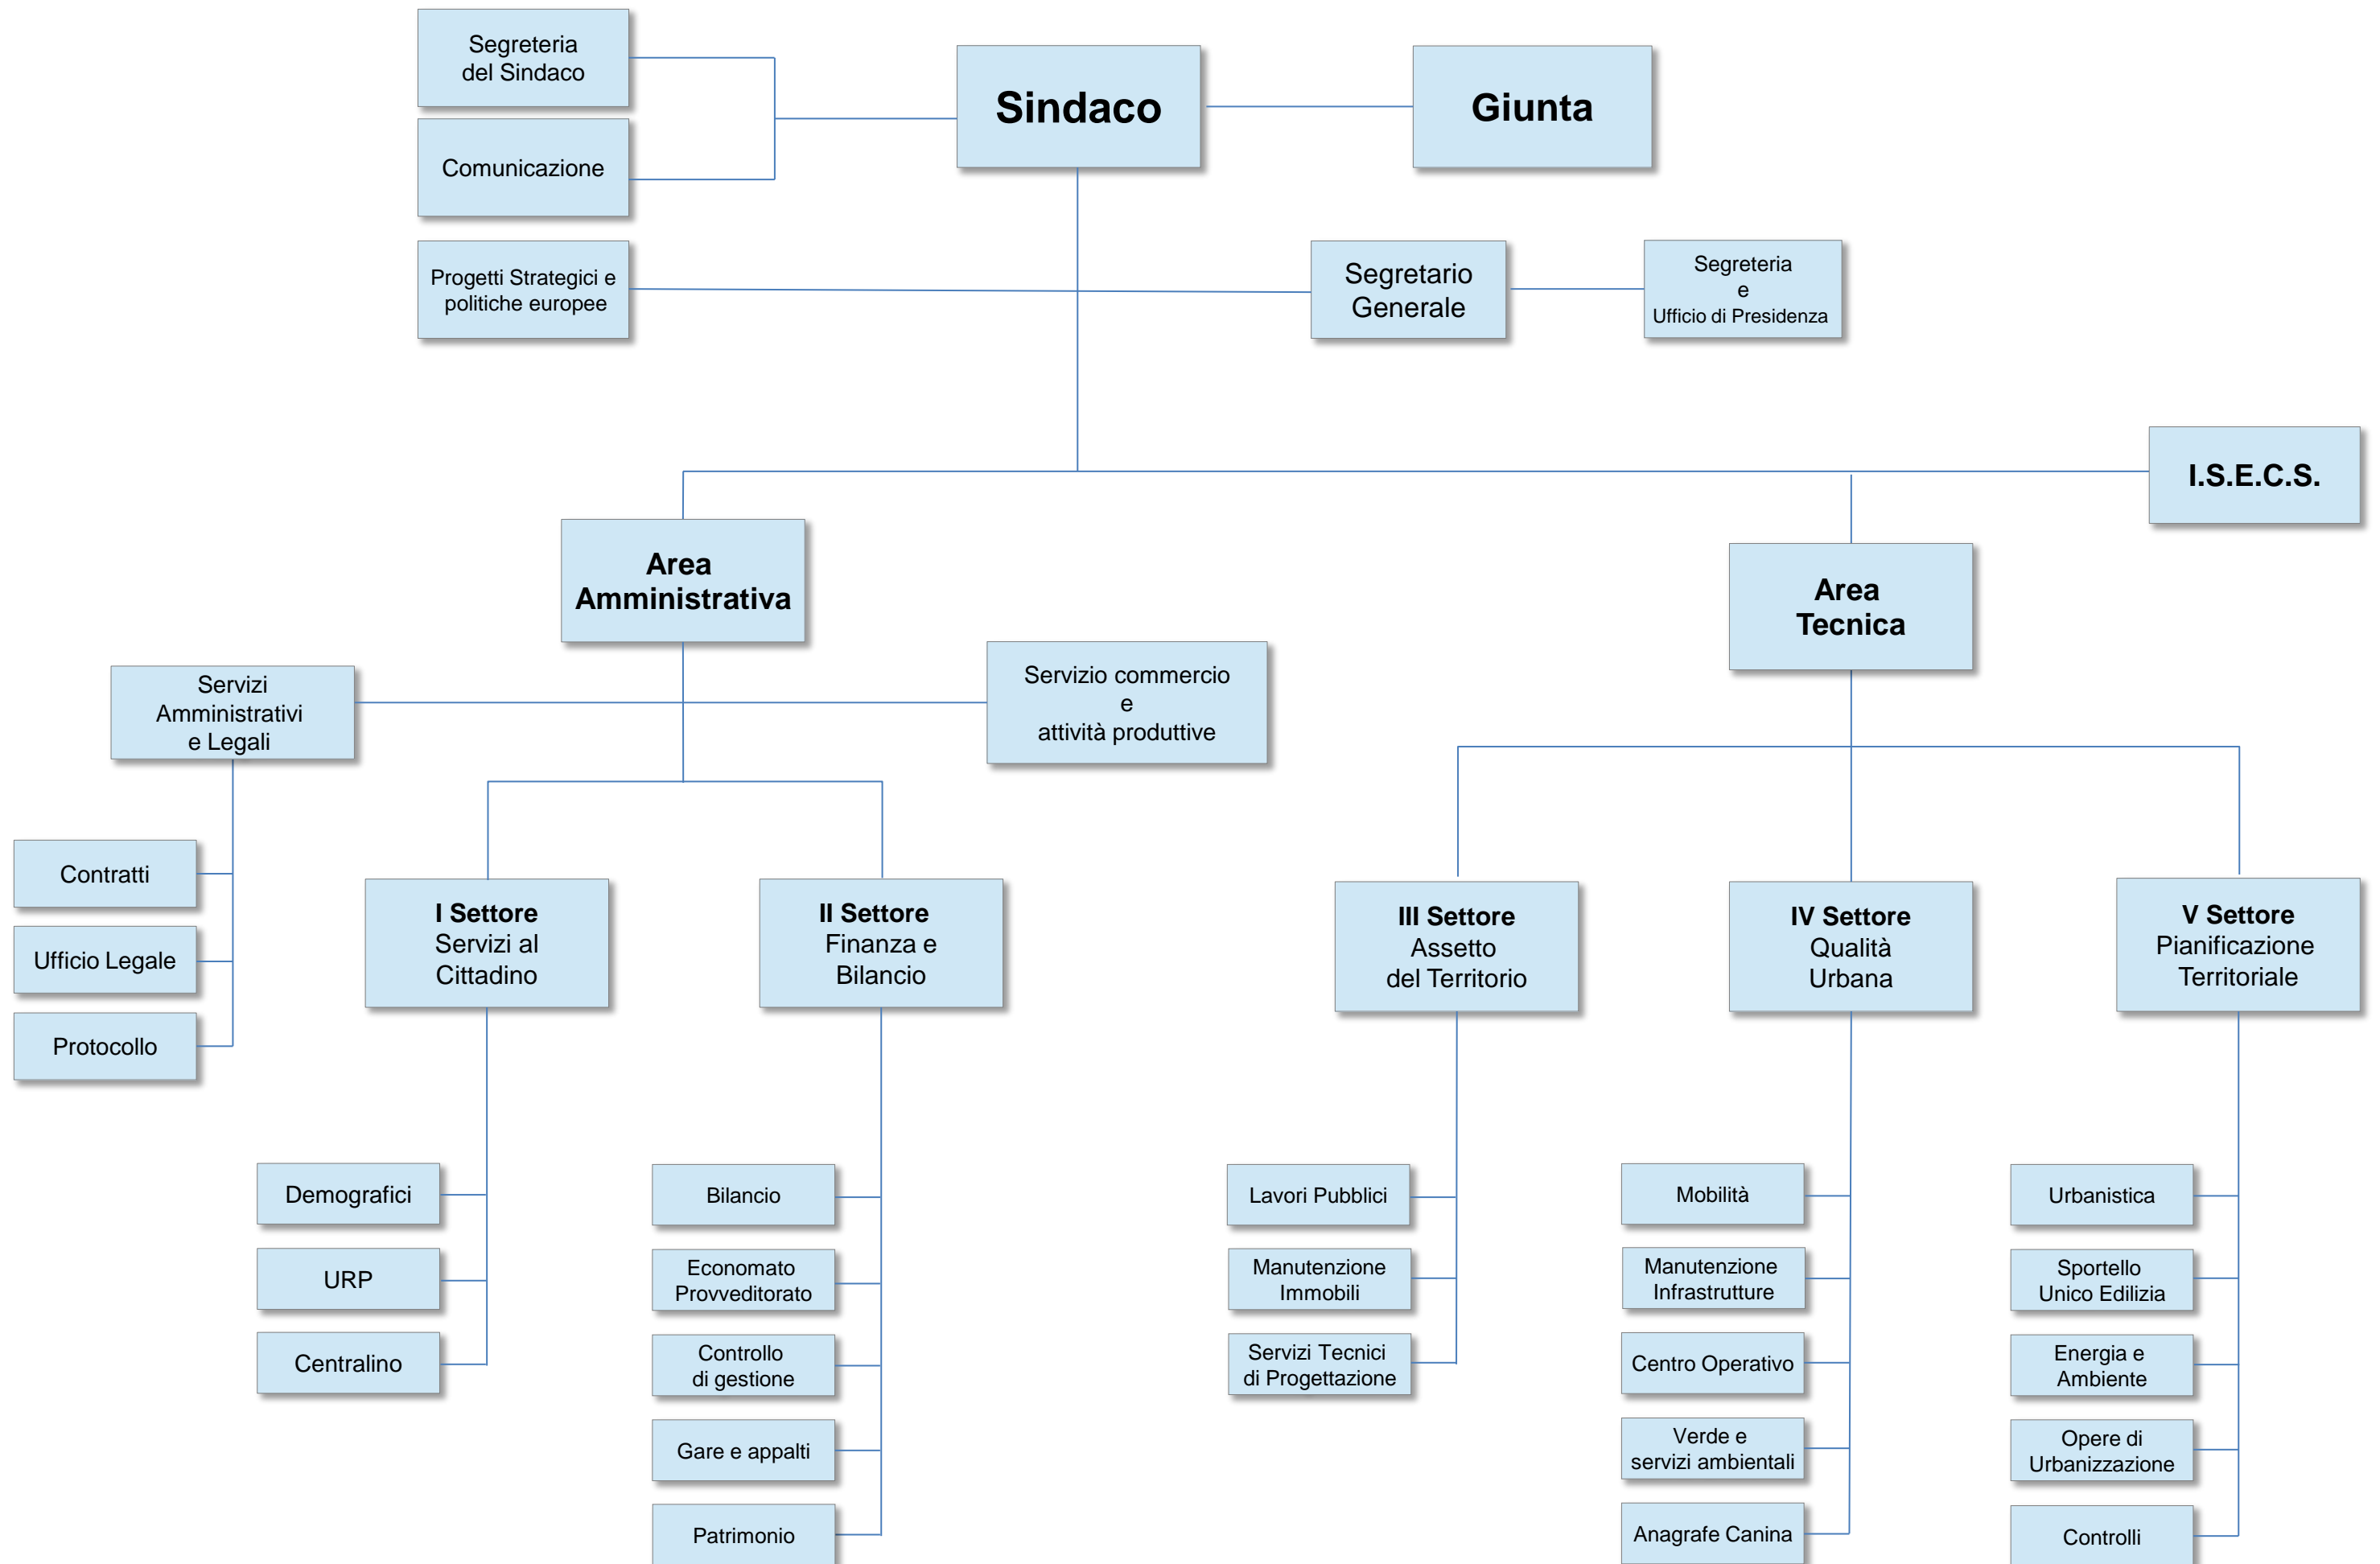 Segreteria
del Sindaco
Sindaco
Giunta
Comunicazione
Progetti Strategici e
politiche europee
Segretario
Generale
Segreteria
e
Ufficio di Presidenza
I.S.E.C.S.
Area
Amministrativa
Area
Tecnica
Servizi
Amministrativi
e Legali
Servizio commercio
e
attività produttive
Contratti
Ufficio Legale
Protocollo
I Settore
Servizi al
Cittadino
II Settore
Finanza e
Bilancio
III Settore
Assetto
del Territorio
IV Settore
Qualità
Urbana
V Settore
Pianificazione
Territoriale
Demografici
URP
Centralino
Bilancio
Economato
Provveditorato
Controllo
di gestione
Gare e appalti
Patrimonio
Lavori Pubblici
Manutenzione
Immobili
Servizi Tecnici
di Progettazione
Mobilità
Manutenzione
Infrastrutture
Centro Operativo
Verde e
servizi ambientali
Anagrafe Canina
Urbanistica
Sportello
Unico Edilizia
Energia e
Ambiente
Opere di
Urbanizzazione
Controlli